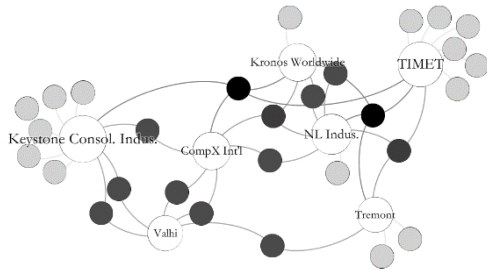 Kronos Worldwide
TIMET
Keystone Consol. Indus.
CompX Int'l
NL Indus.
Valhi
Tremont